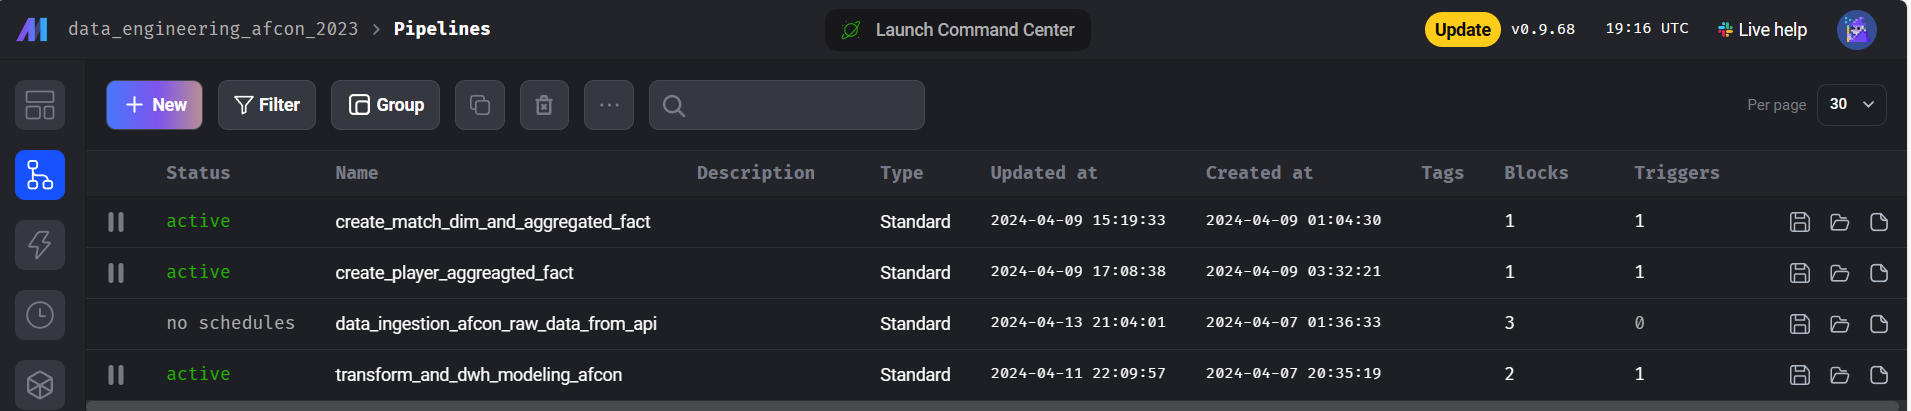 data_engineering_afcon_2023 > Pipelines Launch Command Center Update v0.9.68 19:16 UTC Live help
+ New Filter Group ... Per page 30
Status Name Description Type Updated at Created at Tags Blocks Triggers
active create_match_dim_and_aggregated_fact Standard 2024-04-09 15:19:33 2024-04-09 01:04:30 1 1
active create_player_aggreagted_fact Standard 2024-04-09 17:08:38 2024-04-09 03:32:21 1 1
no schedules data_ingestion_afcon_raw_data_from_api Standard 2024-04-13 21:04:01 2024-04-07 01:36:33 3 0
active transform_and_dwh_modeling_afcon Standard 2024-04-11 22:09:57 2024-04-07 20:35:19 2 1